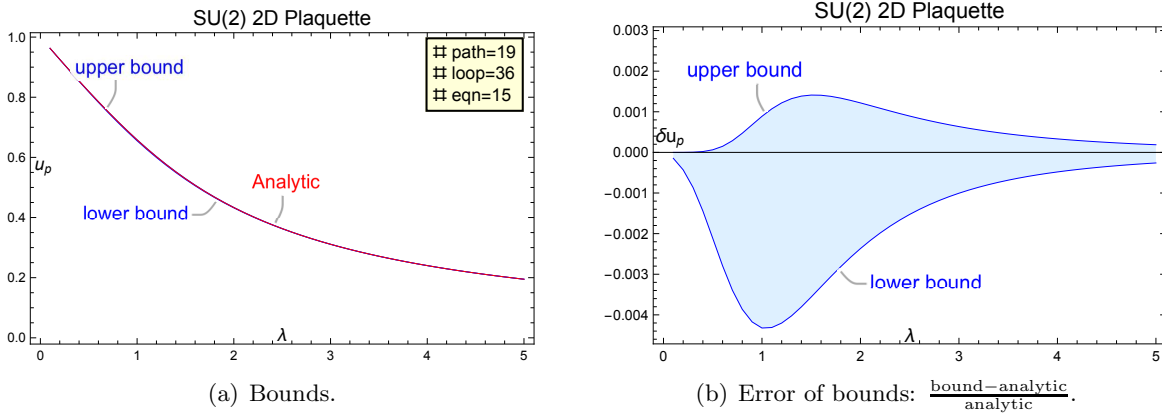 SU(2) 2D Plaquette
1.0
0.8
0.6
u_p
0.4
0.2
0.0
0
1
2
3
4
5
λ
upper bound
Analytic
lower bound
# path=19
# loop=36
# eqn=15
(a) Bounds.
SU(2) 2D Plaquette
0.003
0.002
0.001
0.000
-0.001
-0.002
-0.003
-0.004
δu_p
0
1
2
3
4
5
λ
upper bound
lower bound
(b) Error of bounds: bound−analytic/analytic.